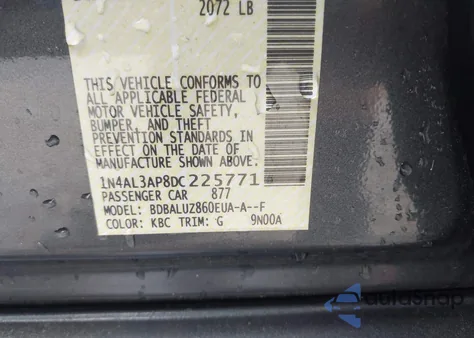 2072 LB
THIS VEHICLE CONFORMS TO
ALL APPLICABLE FEDERAL
MOTOR VEHICLE SAFETY,
BUMPER, AND THEFT
PREVENTION STANDARDS IN
EFFECT ON THE DATE OF
MANUFACTURE SHOWN ABOVE.
1N4AL3AP8DC225771
PASSENGER CAR 877
MODEL: BDBALUZ860EUA-A--F
COLOR: KBC TRIM: G 9N00A
AutoSnap